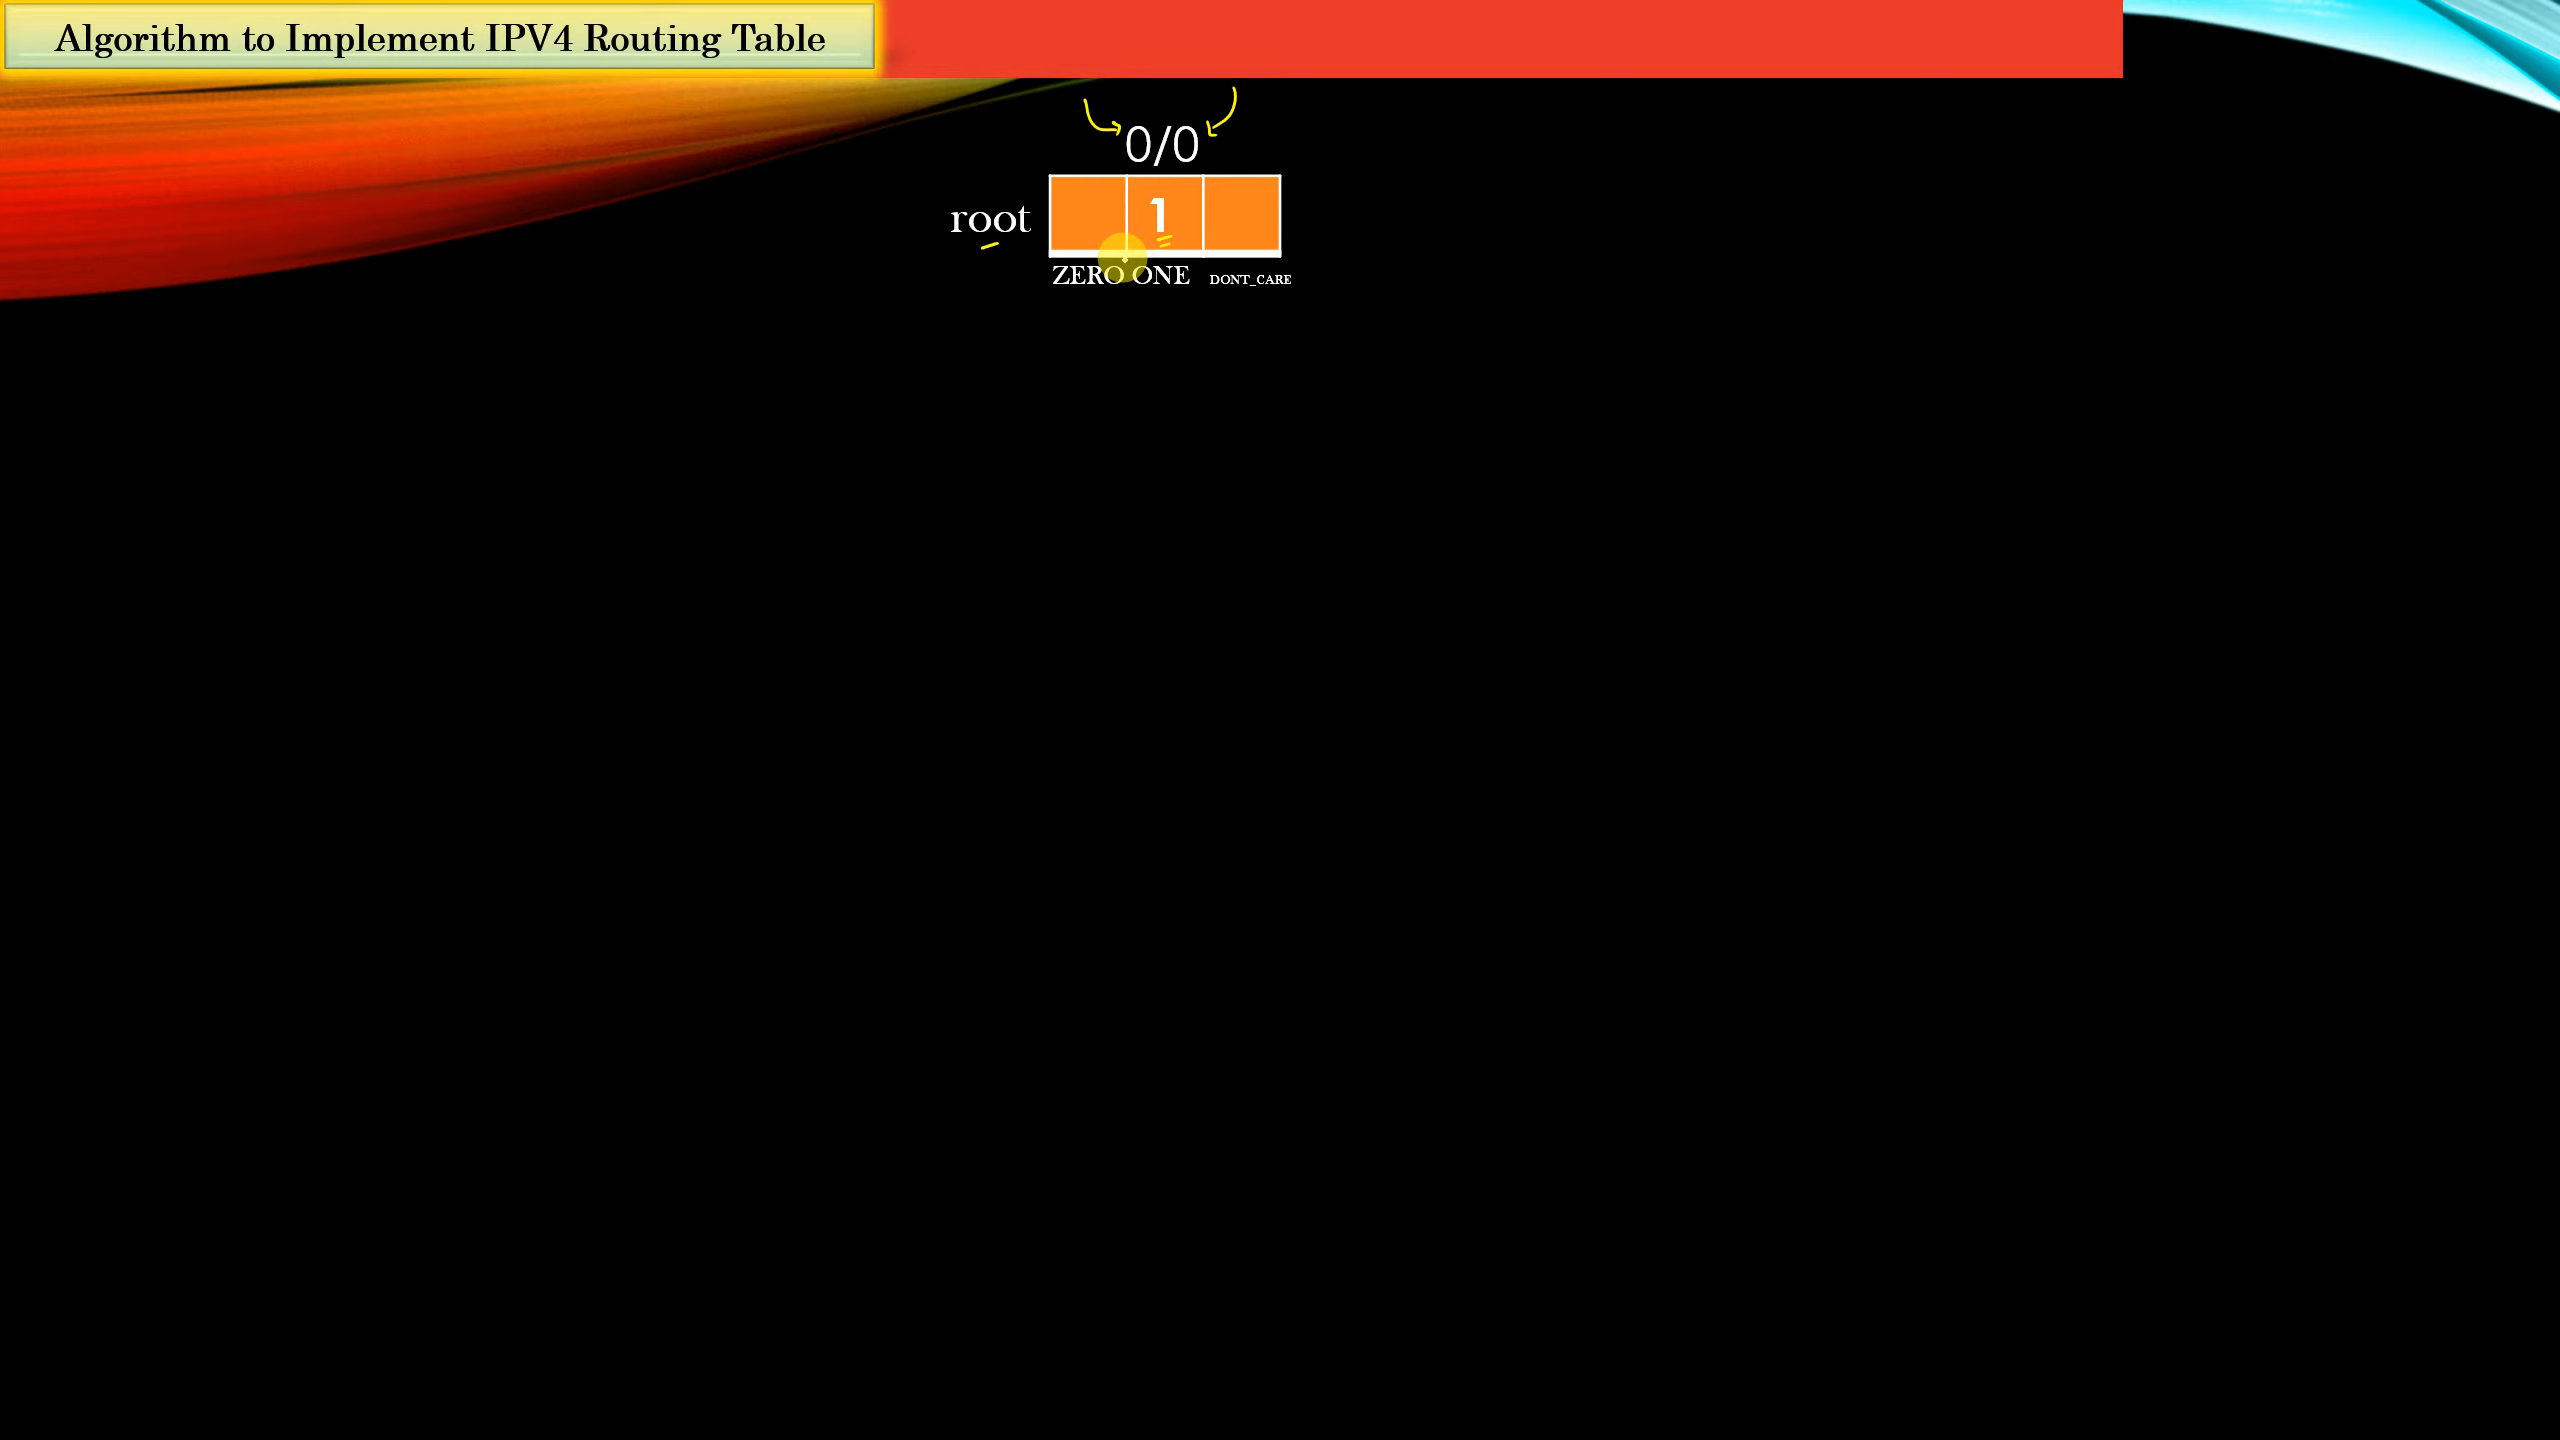 Algorithm to Implement IPV4 Routing Table
0/0
root 1
ZERO ONE DONT_CARE